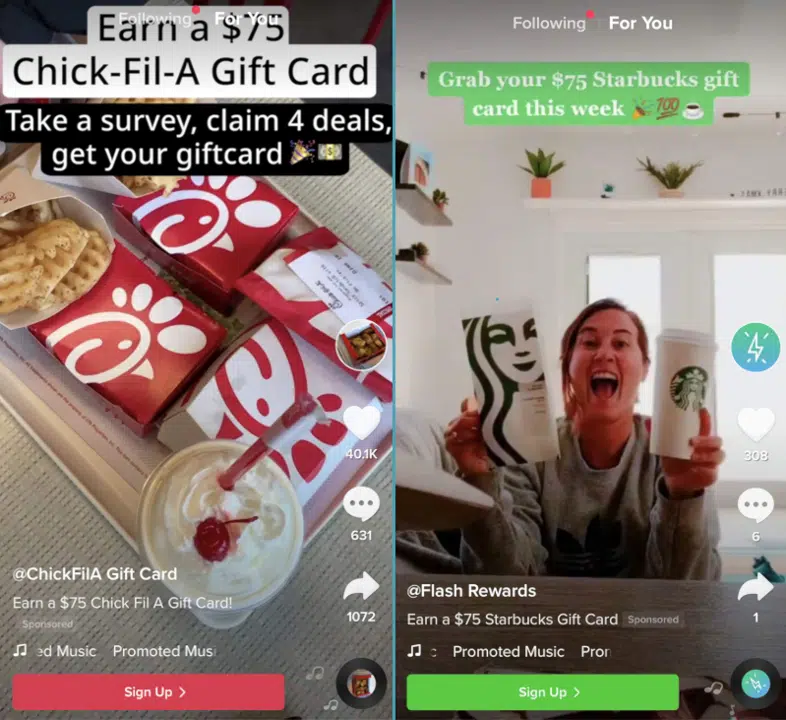 Following For You
Earn a $75
Chick-Fil-A Gift Card
Take a survey, claim 4 deals,
get your giftcard 🎉💵
40.1K
631
1072
@ChickfilA Gift Card
Earn a $75 Chick Fil A Gift Card!
Sponsored
ed Music Promoted Musi
Sign Up >
Following For You
Grab your $75 Starbucks gift
card this week 🎉💯☕
308
6
1
@Flash Rewards
Earn a $75 Starbucks Gift Card Sponsored
c Promoted Music Pror
Sign Up >